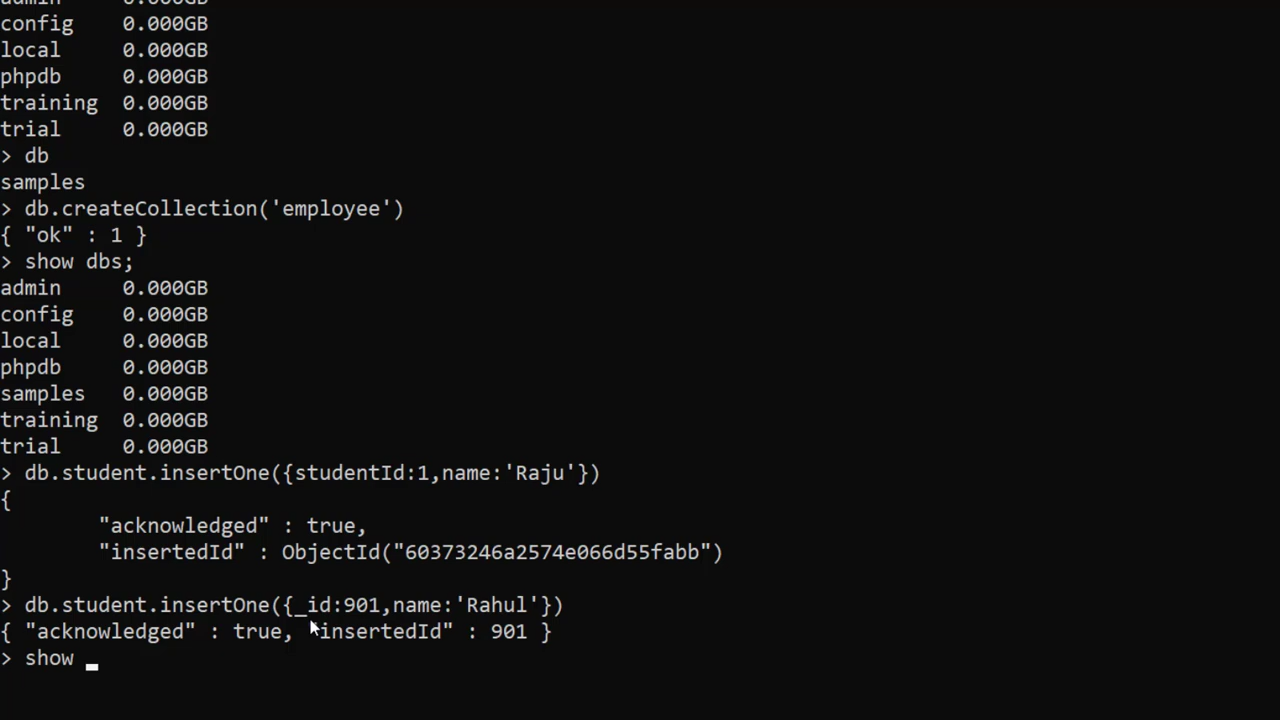 admin     0.000GB
config    0.000GB
local     0.000GB
phpdb     0.000GB
training  0.000GB
trial     0.000GB
> db
samples
> db.createCollection('employee')
{ "ok" : 1 }
> show dbs;
admin     0.000GB
config    0.000GB
local     0.000GB
phpdb     0.000GB
samples   0.000GB
training  0.000GB
trial     0.000GB
> db.student.insertOne({studentId:1,name:'Raju'})
{
        "acknowledged" : true,
        "insertedId" : ObjectId("60373246a2574e066d55fabb")
}
> db.student.insertOne({_id:901,name:'Rahul'})
{ "acknowledged" : true, "insertedId" : 901 }
> show